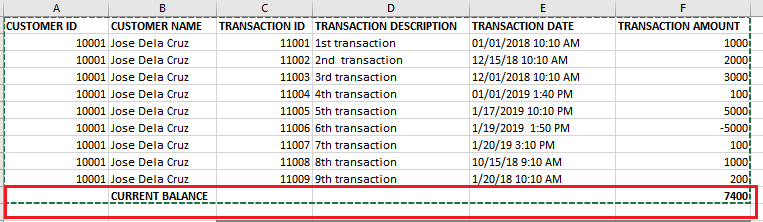 A B C D E F
CUSTOMER ID CUSTOMER NAME TRANSACTION ID TRANSACTION DESCRIPTION TRANSACTION DATE TRANSACTION AMOUNT
10001 Jose Dela Cruz 11001 1st transaction 01/01/2018 10:10 AM 1000
10001 Jose Dela Cruz 11002 2nd  transaction 12/15/18 10:10 AM 2000
10001 Jose Dela Cruz 11003 3rd transaction 12/01/2018 10:10 AM 3000
10001 Jose Dela Cruz 11004 4th transaction 01/01/2019 1:40 PM 100
10001 Jose Dela Cruz 11005 5th transaction 1/17/2019 10:10 PM 5000
10001 Jose Dela Cruz 11006 6th transaction 1/19/2019  1:50 PM -5000
10001 Jose Dela Cruz 11007 7th transaction 1/20/19 3:10 PM 100
10001 Jose Dela Cruz 11008 8th transaction 10/15/18 9:10 AM 1000
10001 Jose Dela Cruz 11009 9th transaction 1/20/18 10:10 AM 200
CURRENT BALANCE 7400